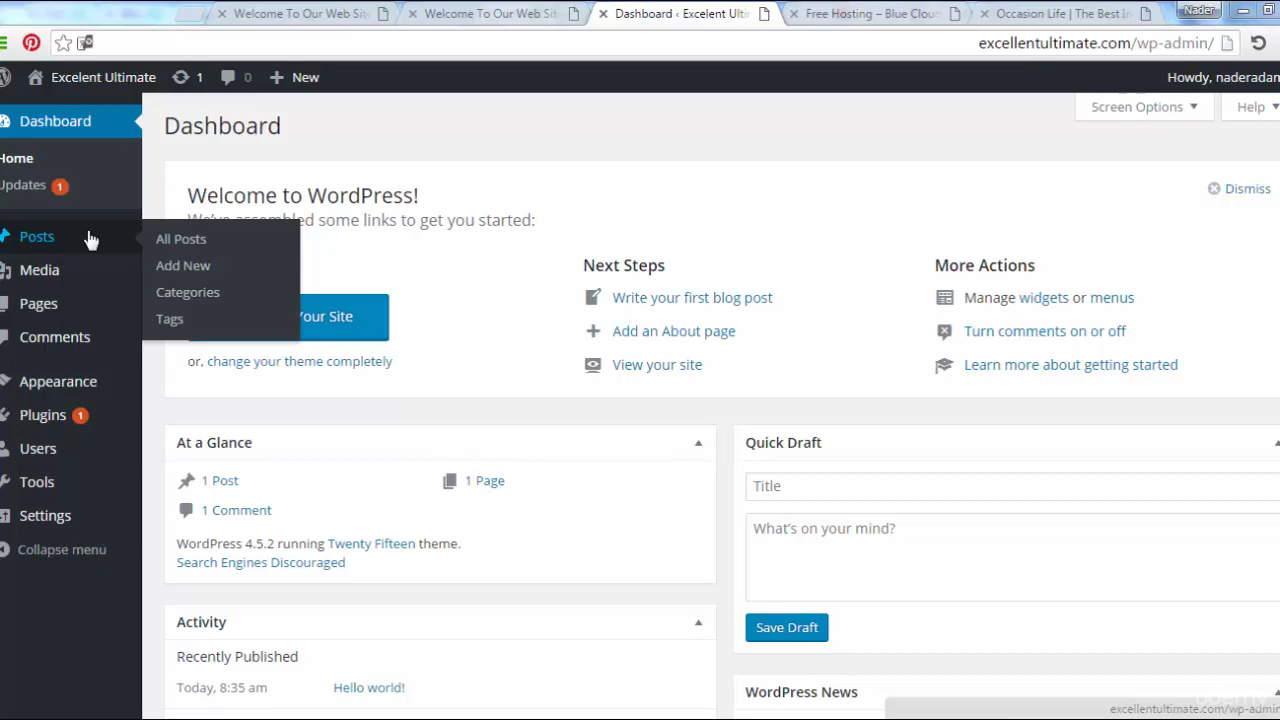 Welcome To Our Web Sit
Welcome To Our Web Sit
Dashboard ‹ Excelent Ulti
Free Hosting – Blue Clou
Occasion Life | The Best in
Nader
excellentultimate.com/wp-admin/
Excelent Ultimate
1
0
New
Howdy, naderadan
Dashboard
Home
Updates 1
Posts
Media
Pages
Comments
Appearance
Plugins 1
Users
Tools
Settings
Collapse menu
All Posts
Add New
Categories
Tags
Dashboard
Screen Options
Help
Welcome to WordPress!
We've assembled some links to get you started:
Dismiss
Your Site
or, change your theme completely
Next Steps
Write your first blog post
Add an About page
View your site
More Actions
Manage widgets or menus
Turn comments on or off
Learn more about getting started
At a Glance
1 Post
1 Page
1 Comment
WordPress 4.5.2 running Twenty Fifteen theme.
Search Engines Discouraged
Activity
Recently Published
Today, 8:35 am
Hello world!
Quick Draft
Title
What's on your mind?
Save Draft
WordPress News
excellentultimate.com/wp-admin